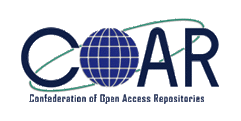 COAR
Confederation of Open Access Repositories